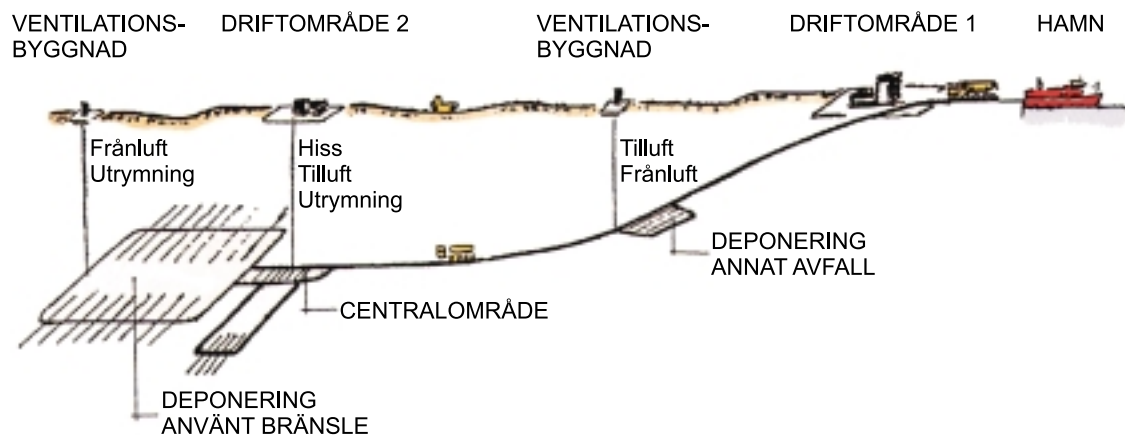 VENTILATIONS-
BYGGNAD
DRIFTOMRÅDE 2
VENTILATIONS-
BYGGNAD
DRIFTOMRÅDE 1
HAMN
Frånluft
Utrymning
Hiss
Tilluft
Utrymning
Tilluft
Frånluft
DEPONERING
ANNAT AVFALL
CENTRALOMRÅDE
DEPONERING
ANVÄNT BRÄNSLE